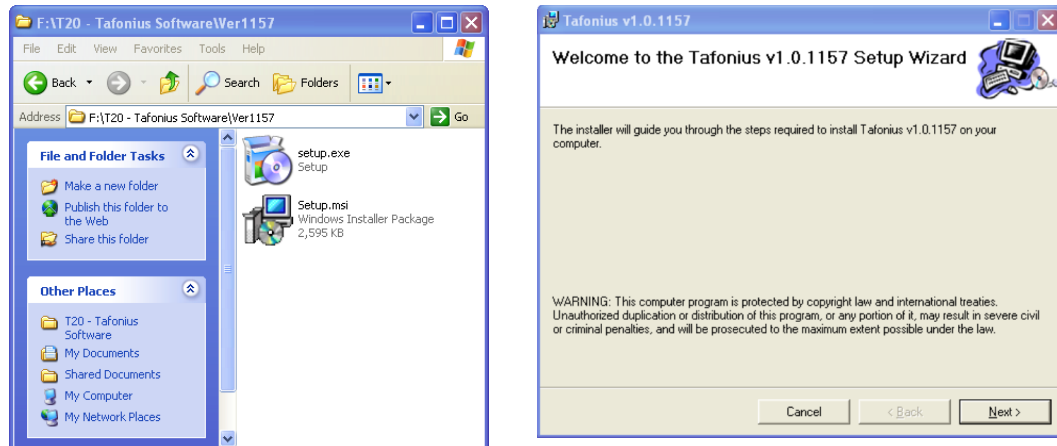 F:\T20 - Tafonius Software\Ver1157
File Edit View Favorites Tools Help
Back Search Folders
Address F:\T20 - Tafonius Software\Ver1157 Go
File and Folder Tasks
Make a new folder
Publish this folder to
the Web
Share this folder
Other Places
T20 - Tafonius
Software
My Documents
Shared Documents
My Computer
My Network Places
setup.exe
Setup
Setup.msi
Windows Installer Package
2,595 KB
Tafonius v1.0.1157
Welcome to the Tafonius v1.0.1157 Setup Wizard
The installer will guide you through the steps required to install Tafonius v1.0.1157 on your
computer.
WARNING: This computer program is protected by copyright law and international treaties.
Unauthorized duplication or distribution of this program, or any portion of it, may result in severe civil
or criminal penalties, and will be prosecuted to the maximum extent possible under the law.
Cancel < Back Next >